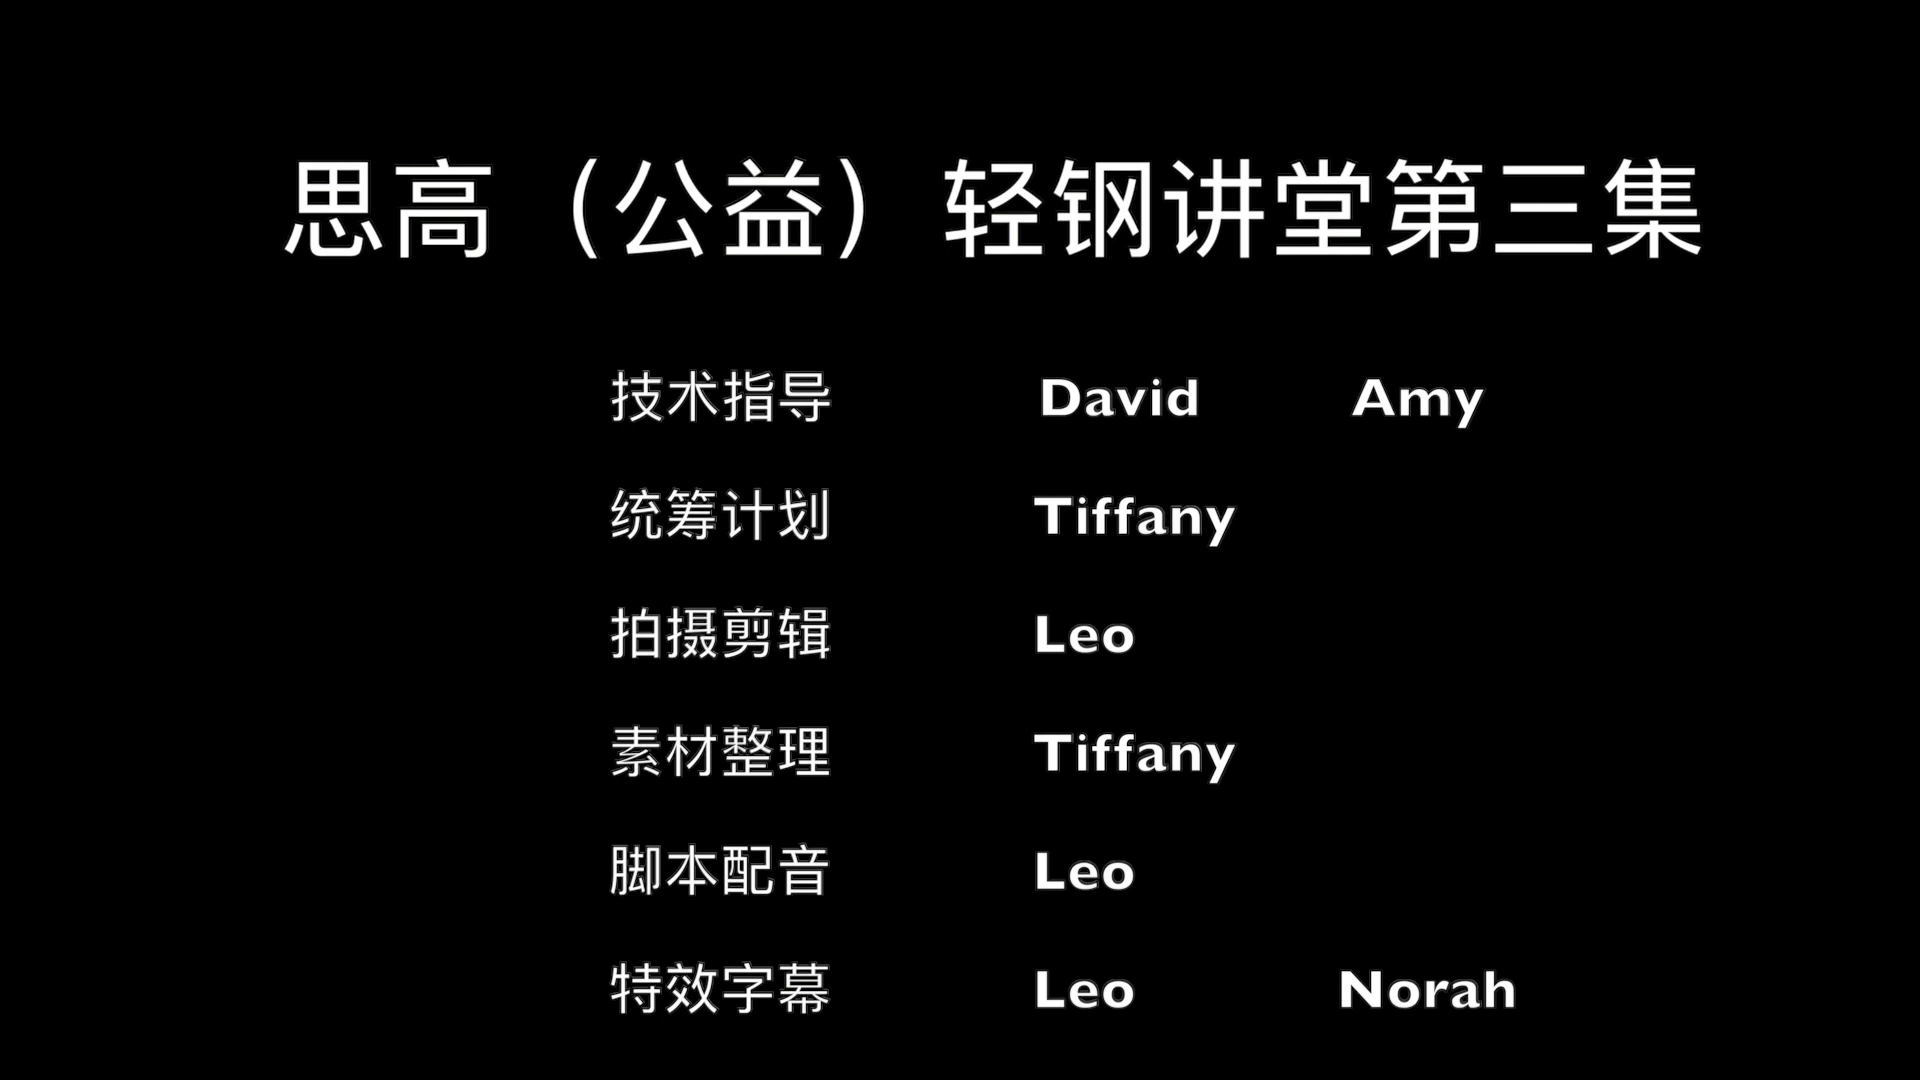 思高（公益）轻钢讲堂第三集
技术指导 David Amy
统筹计划 Tiffany
拍摄剪辑 Leo
素材整理 Tiffany
脚本配音 Leo
特效字幕 Leo Norah